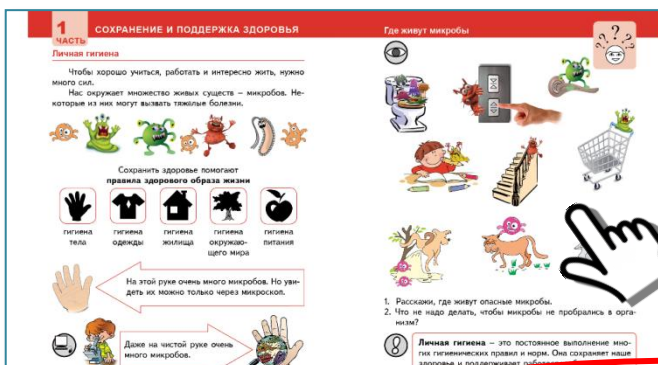 1
ЧАСТЬ
СОХРАНЕНИЕ И ПОДДЕРЖКА ЗДОРОВЬЯ
Личная гигиена
Чтобы хорошо учиться, работать и интересно жить, нужно
много сил.
Нас окружает множество живых существ – микробов. Не-
которые из них могут вызвать тяжёлые болезни.
Сохранить здоровье помогают
правила здорового образа жизни
гигиена
тела
гигиена
одежды
гигиена
жилища
гигиена
окружаю-
щего мира
гигиена
питания
На этой руке очень много микробов. Но уви-
деть их можно только через микроскоп.
Даже на чистой руке очень
много микробов.
Где живут микробы
1. Расскажи, где живут опасные микробы.
2. Что не надо делать, чтобы микробы не пробрались в орга-
низм?
Личная гигиена – это постоянное выполнение мно-
гих гигиенических правил и норм. Она сохраняет наше
здоровье и поддерживает